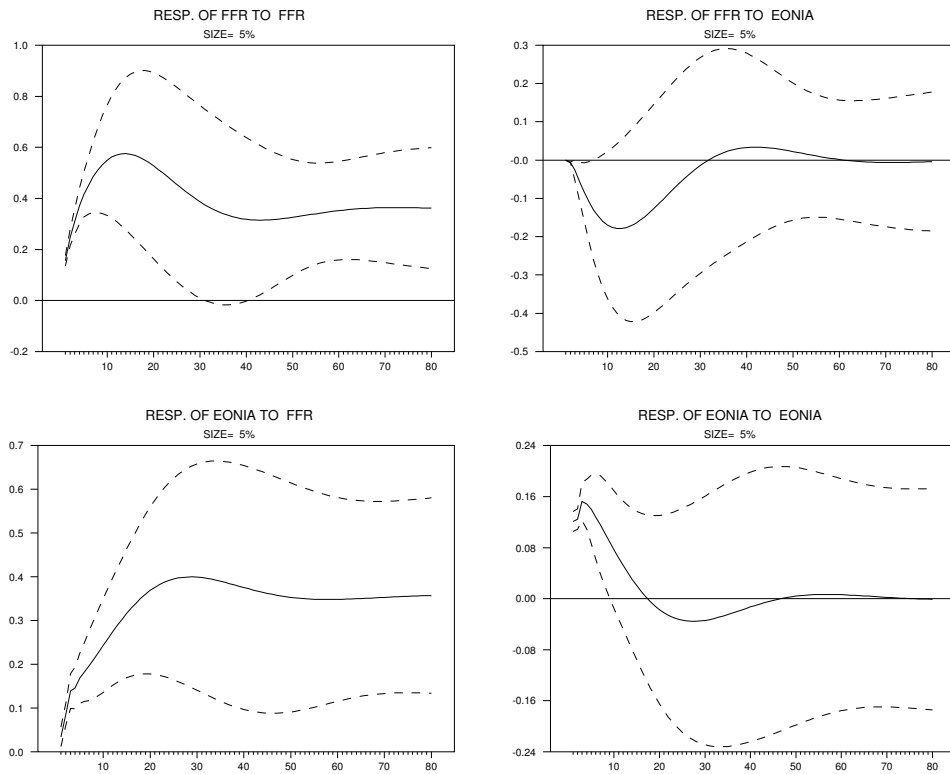 RESP. OF FFR TO FFR
SIZE= 5%
1.0
0.8
0.6
0.4
0.2
0.0
-0.2
10 20 30 40 50 60 70 80
RESP. OF FFR TO EONIA
SIZE= 5%
0.3
0.2
0.1
-0.0
-0.1
-0.2
-0.3
-0.4
-0.5
10 20 30 40 50 60 70 80
RESP. OF EONIA TO FFR
SIZE= 5%
0.7
0.6
0.5
0.4
0.3
0.2
0.1
0.0
10 20 30 40 50 60 70 80
RESP. OF EONIA TO EONIA
SIZE= 5%
0.24
0.16
0.08
0.00
-0.08
-0.16
-0.24
10 20 30 40 50 60 70 80